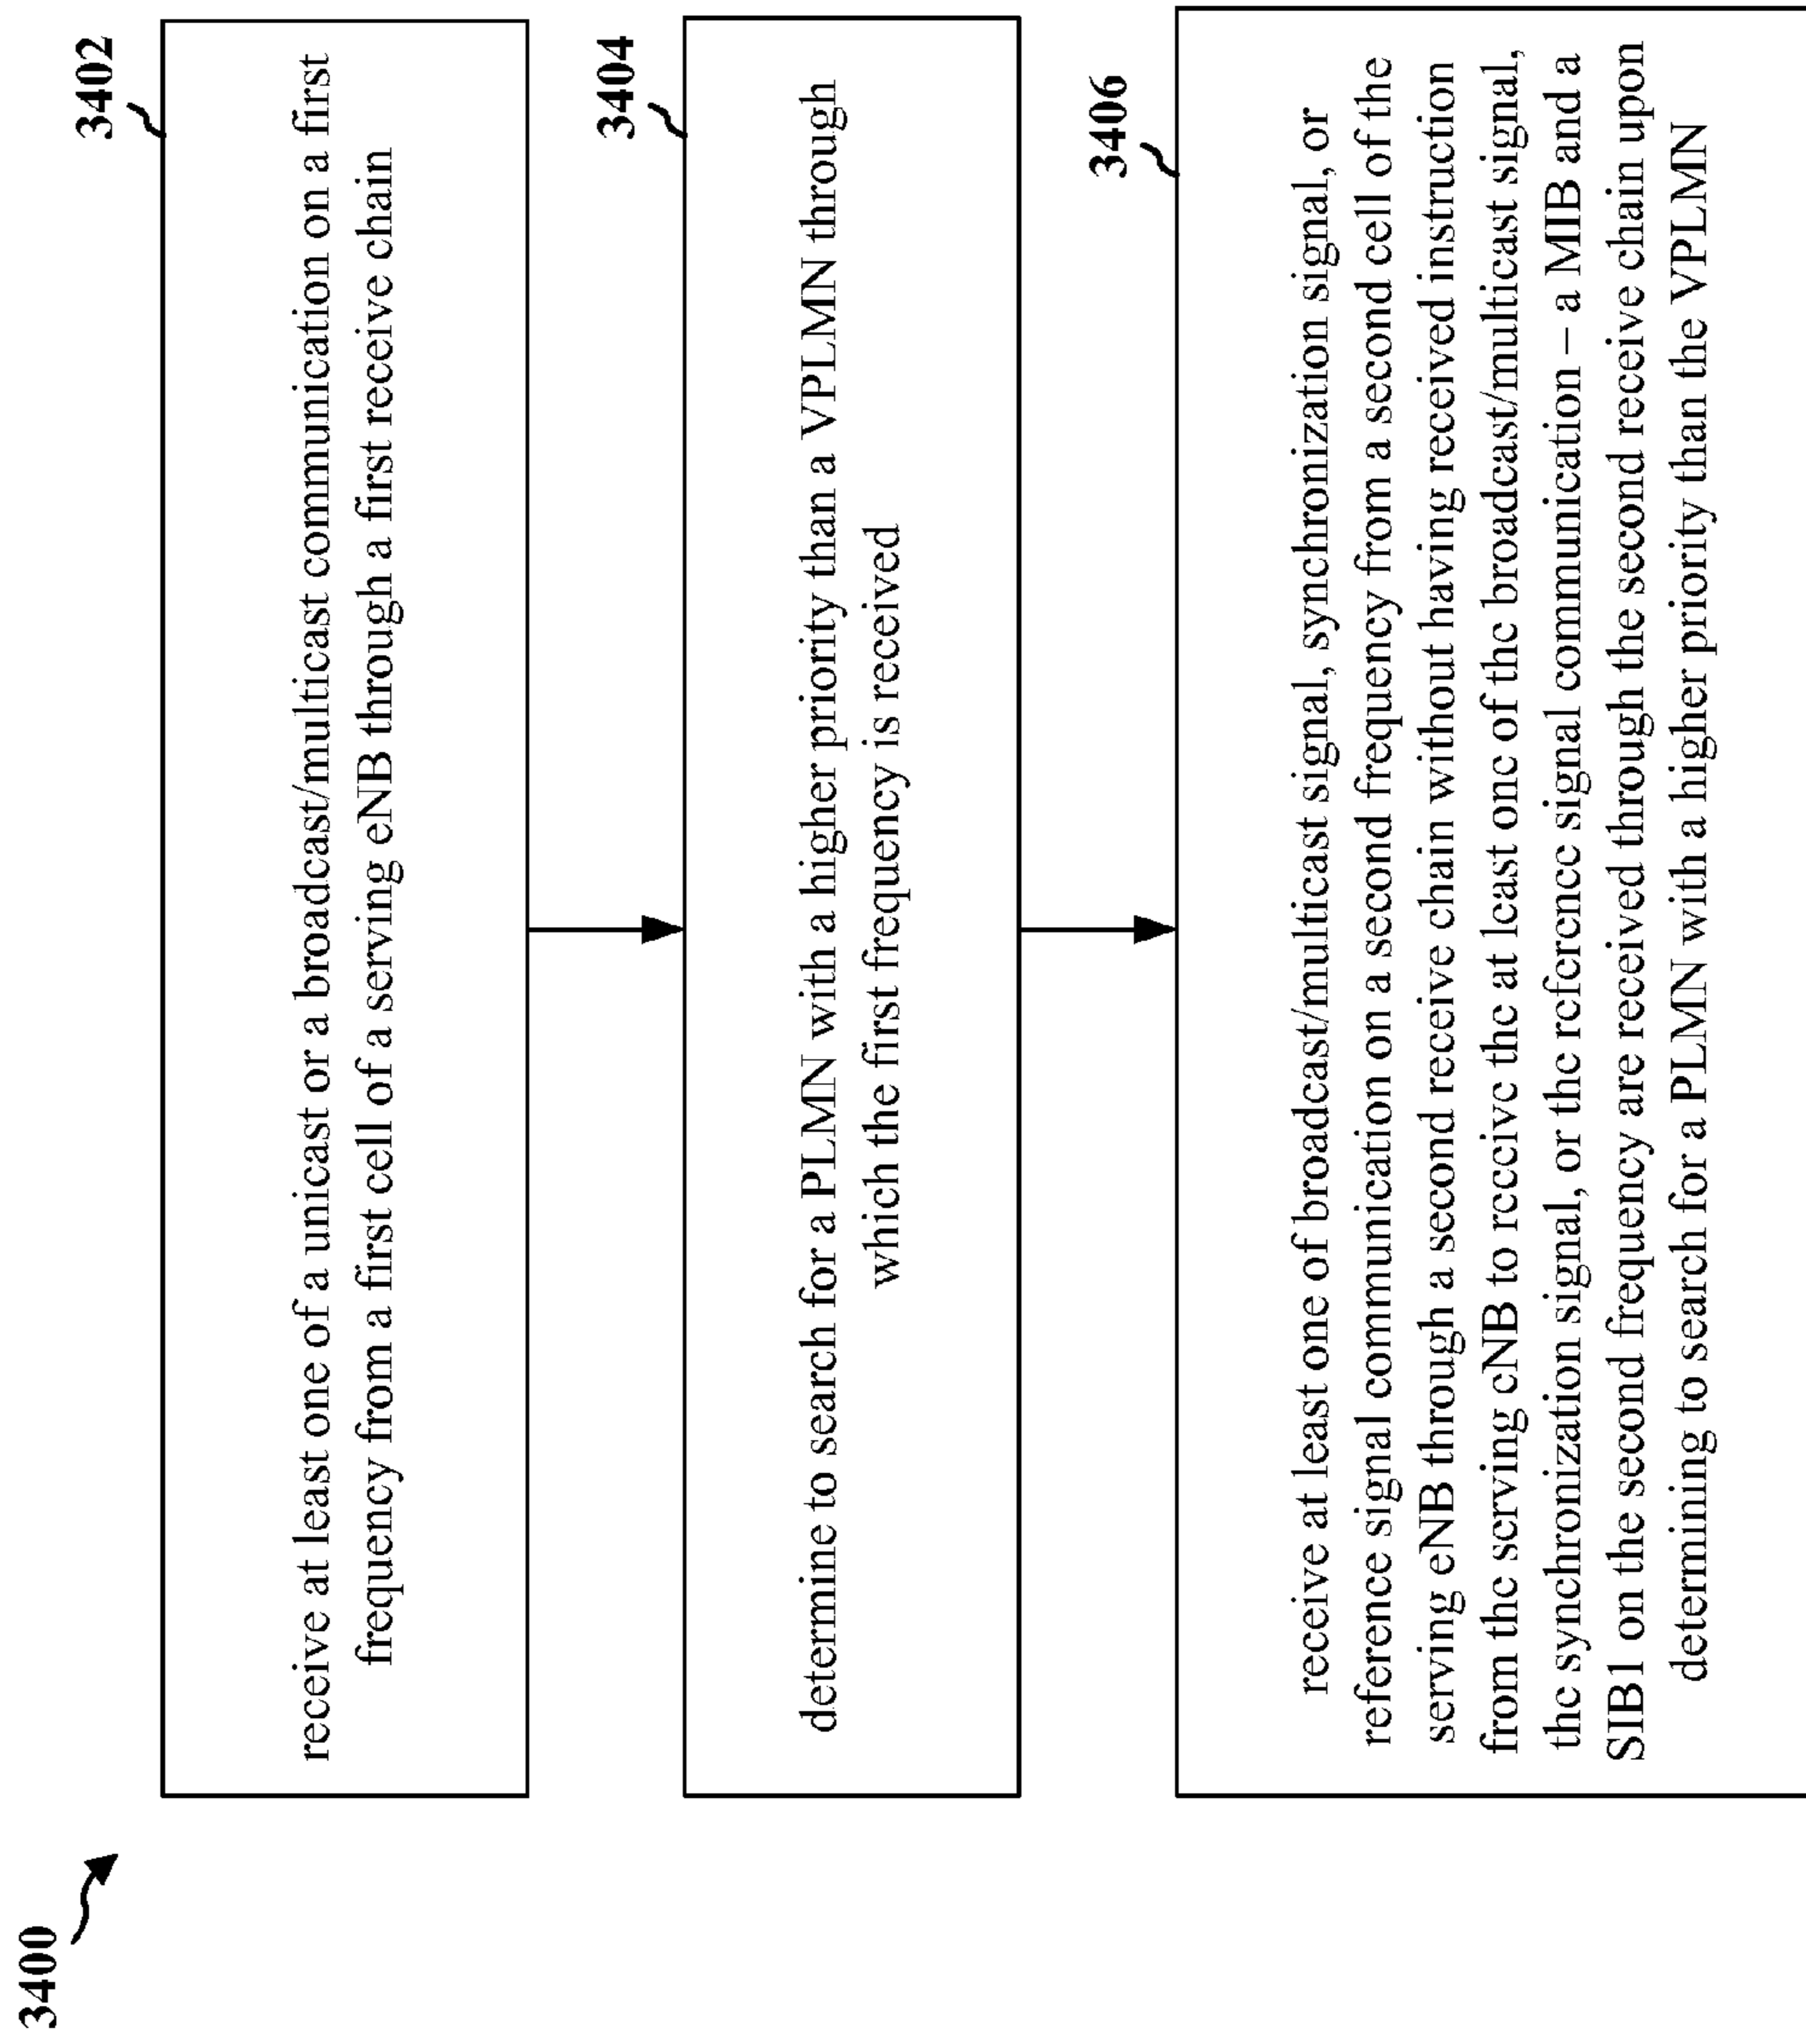 3400
3402
receive at least one of a unicast or a broadcast/multicast communication on a first
frequency from a first cell of a serving eNB through a first receive chain
3404
determine to search for a PLMN with a higher priority than a VPLMN through
which the first frequency is received
3406
receive at least one of broadcast/multicast signal, synchronization signal, or
reference signal communication on a second frequency from a second cell of the
serving eNB through a second receive chain without having received instruction
from the serving eNB to receive the at least one of the broadcast/multicast signal,
the synchronization signal, or the reference signal communication – a MIB and a
SIB1 on the second frequency are received through the second receive chain upon
determining to search for a PLMN with a higher priority than the VPLMN